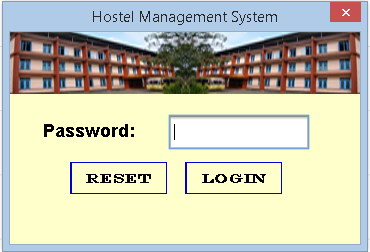 Hostel Management System
Password:
RESET LOGIN